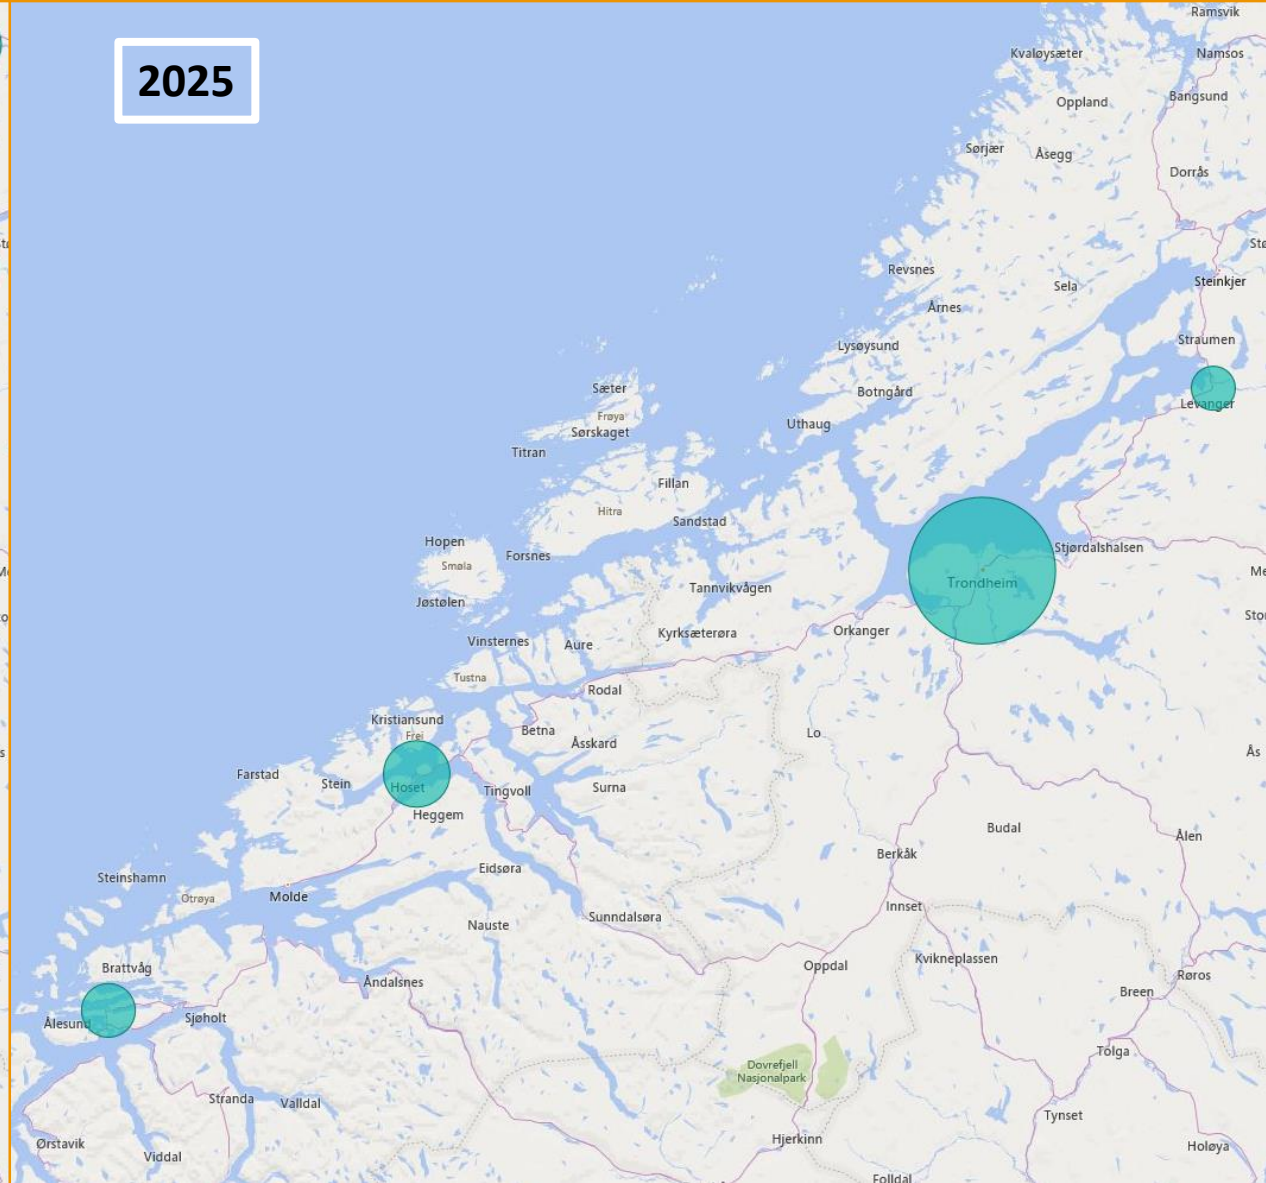 2025
Ramsvik
Kvaløysæter
Namsos
Oppland
Bangsund
Sørjær
Åsegg
Dorrås
Revsnes
Sela
Steinkjer
Årnes
Lysøysund
Straumen
Sæter
Botngård
Frøya
Levanger
Sørskaget
Uthaug
Titran
Fillan
Hitra
Sandstad
Hopen
Forsnes
Stjørdalshalsen
Smøla
Trondheim
Tannvikvågen
Jøstølen
Orkanger
Kyrksæterøra
Vinsternes
Aure
Tustna
Rodal
Kristiansund
Frei
Betna
Lo
Åsskard
Ås
Farstad
Stein
Hoset
Tingvoll
Surna
Heggem
Budal
Ålen
Berkåk
Eidsøra
Steinshamn
Otrøya
Molde
Innset
Sunndalsøra
Nauste
Kvikneplassen
Brattvåg
Oppdal
Røros
Åndalsnes
Breen
Ålesund
Sjøholt
Tolga
Dovrefjell
Nasjonalpark
Stranda
Valldal
Tynset
Hjerkinn
Ørstavik
Viddal
Holøya
Folldal